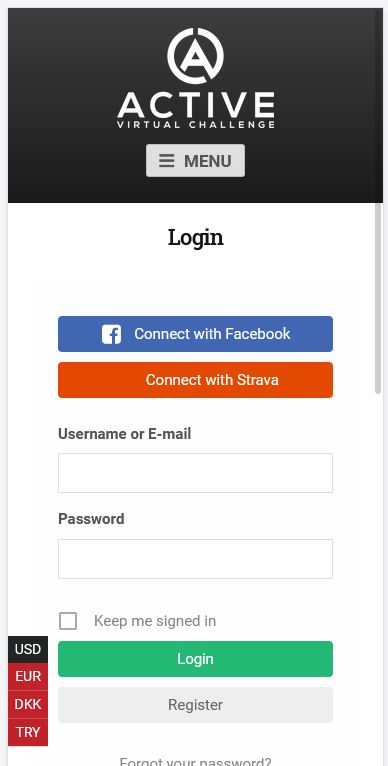 ACTIVE
VIRTUAL CHALLENGE
MENU
Login
Connect with Facebook
Connect with Strava
Username or E-mail
Password
Keep me signed in
USD
Login
EUR
DKK
Register
TRY
Forgot your password?